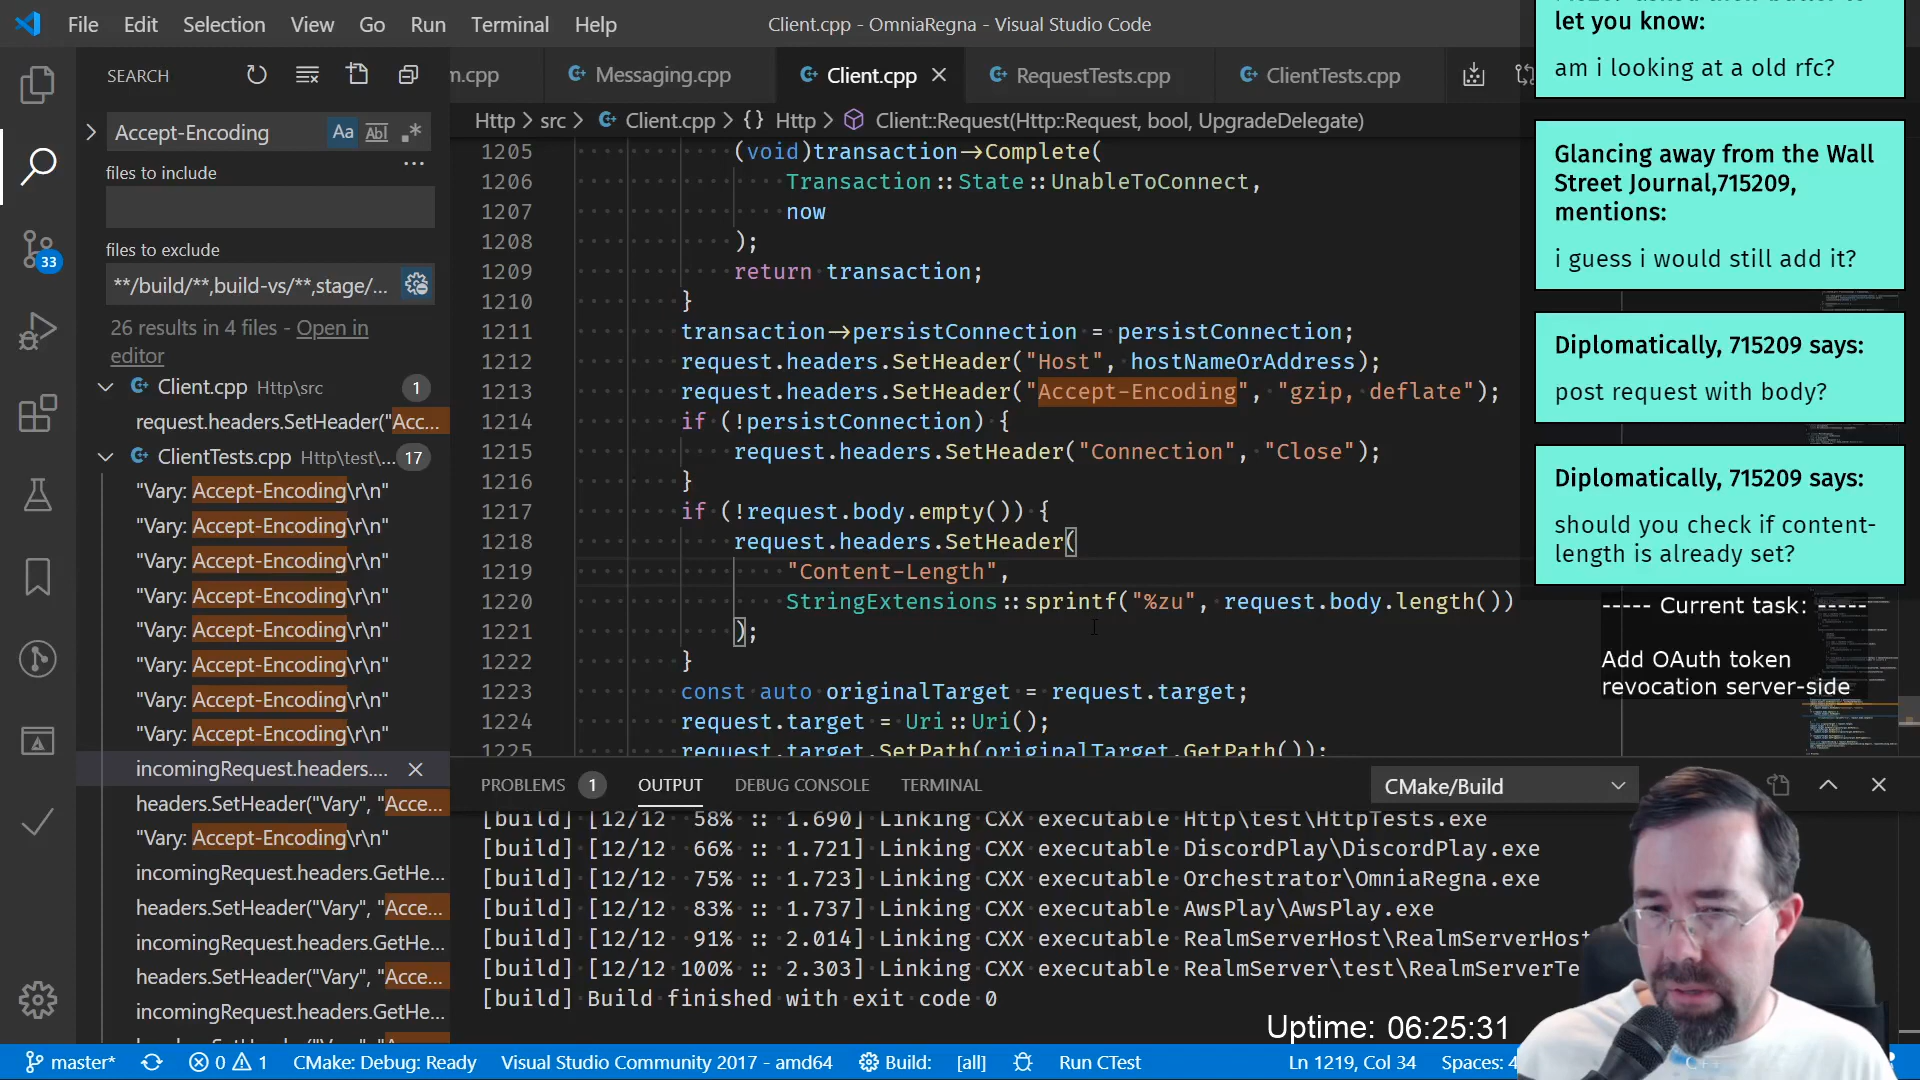 File Edit Selection View Go Run Terminal Help
Client.cpp - OmniaRegna - Visual Studio Code
SEARCH
Accept-Encoding
Aa Abl
files to include
files to exclude
**/build/**,build-vs/**,stage/...
26 results in 4 files - Open in
editor
Client.cpp Http\src 1
request.headers.SetHeader("Acc...
ClientTests.cpp Http\test\... 17
"Vary: Accept-Encoding\r\n"
"Vary: Accept-Encoding\r\n"
"Vary: Accept-Encoding\r\n"
"Vary: Accept-Encoding\r\n"
"Vary: Accept-Encoding\r\n"
"Vary: Accept-Encoding\r\n"
"Vary: Accept-Encoding\r\n"
"Vary: Accept-Encoding\r\n"
incomingRequest.headers....
headers.SetHeader("Vary", "Acce...
"Vary: Accept-Encoding\r\n"
incomingRequest.headers.GetHe...
headers.SetHeader("Vary", "Acce...
incomingRequest.headers.GetHe...
headers.SetHeader("Vary", "Acce...
incomingRequest.headers.GetHe...
33
m.cpp Messaging.cpp Client.cpp RequestTests.cpp ClientTests.cpp
Http > src > Client.cpp > {} Http > Client::Request(Http::Request, bool, UpgradeDelegate)
1205 (void)transaction->Complete(
1206 Transaction::State::UnableToConnect,
1207 now
1208 );
1209 return transaction;
1210 }
1211 transaction->persistConnection = persistConnection;
1212 request.headers.SetHeader("Host", hostNameOrAddress);
1213 request.headers.SetHeader("Accept-Encoding", "gzip, deflate");
1214 if (!persistConnection) {
1215 request.headers.SetHeader("Connection", "Close");
1216 }
1217 if (!request.body.empty()) {
1218 request.headers.SetHeader(
1219 "Content-Length",
1220 StringExtensions::sprintf("%zu", request.body.length())
1221 );
1222 }
1223 const auto originalTarget = request.target;
1224 request.target = Uri::Uri();
1225 request.target.SetPath(originalTarget.GetPath());
PROBLEMS 1 OUTPUT DEBUG CONSOLE TERMINAL
CMake/Build
[build] [12/12 58% :: 1.690] Linking CXX executable Http\test\HttpTests.exe
[build] [12/12 66% :: 1.721] Linking CXX executable DiscordPlay\DiscordPlay.exe
[build] [12/12 75% :: 1.723] Linking CXX executable Orchestrator\OmniaRegna.exe
[build] [12/12 83% :: 1.737] Linking CXX executable AwsPlay\AwsPlay.exe
[build] [12/12 91% :: 2.014] Linking CXX executable RealmServerHost\RealmServerHost
[build] [12/12 100% :: 2.303] Linking CXX executable RealmServer\test\RealmServerTe
[build] Build finished with exit code 0
let you know:
am i looking at a old rfc?
Glancing away from the Wall
Street Journal,715209,
mentions:
i guess i would still add it?
Diplomatically, 715209 says:
post request with body?
Diplomatically, 715209 says:
should you check if content-
length is already set?
----- Current task: -----
Add OAuth token
revocation server-side
Uptime: 06:25:31
master* 0 1 CMake: Debug: Ready Visual Studio Community 2017 - amd64 Build: [all] Run CTest Ln 1219, Col 34 Spaces: 4